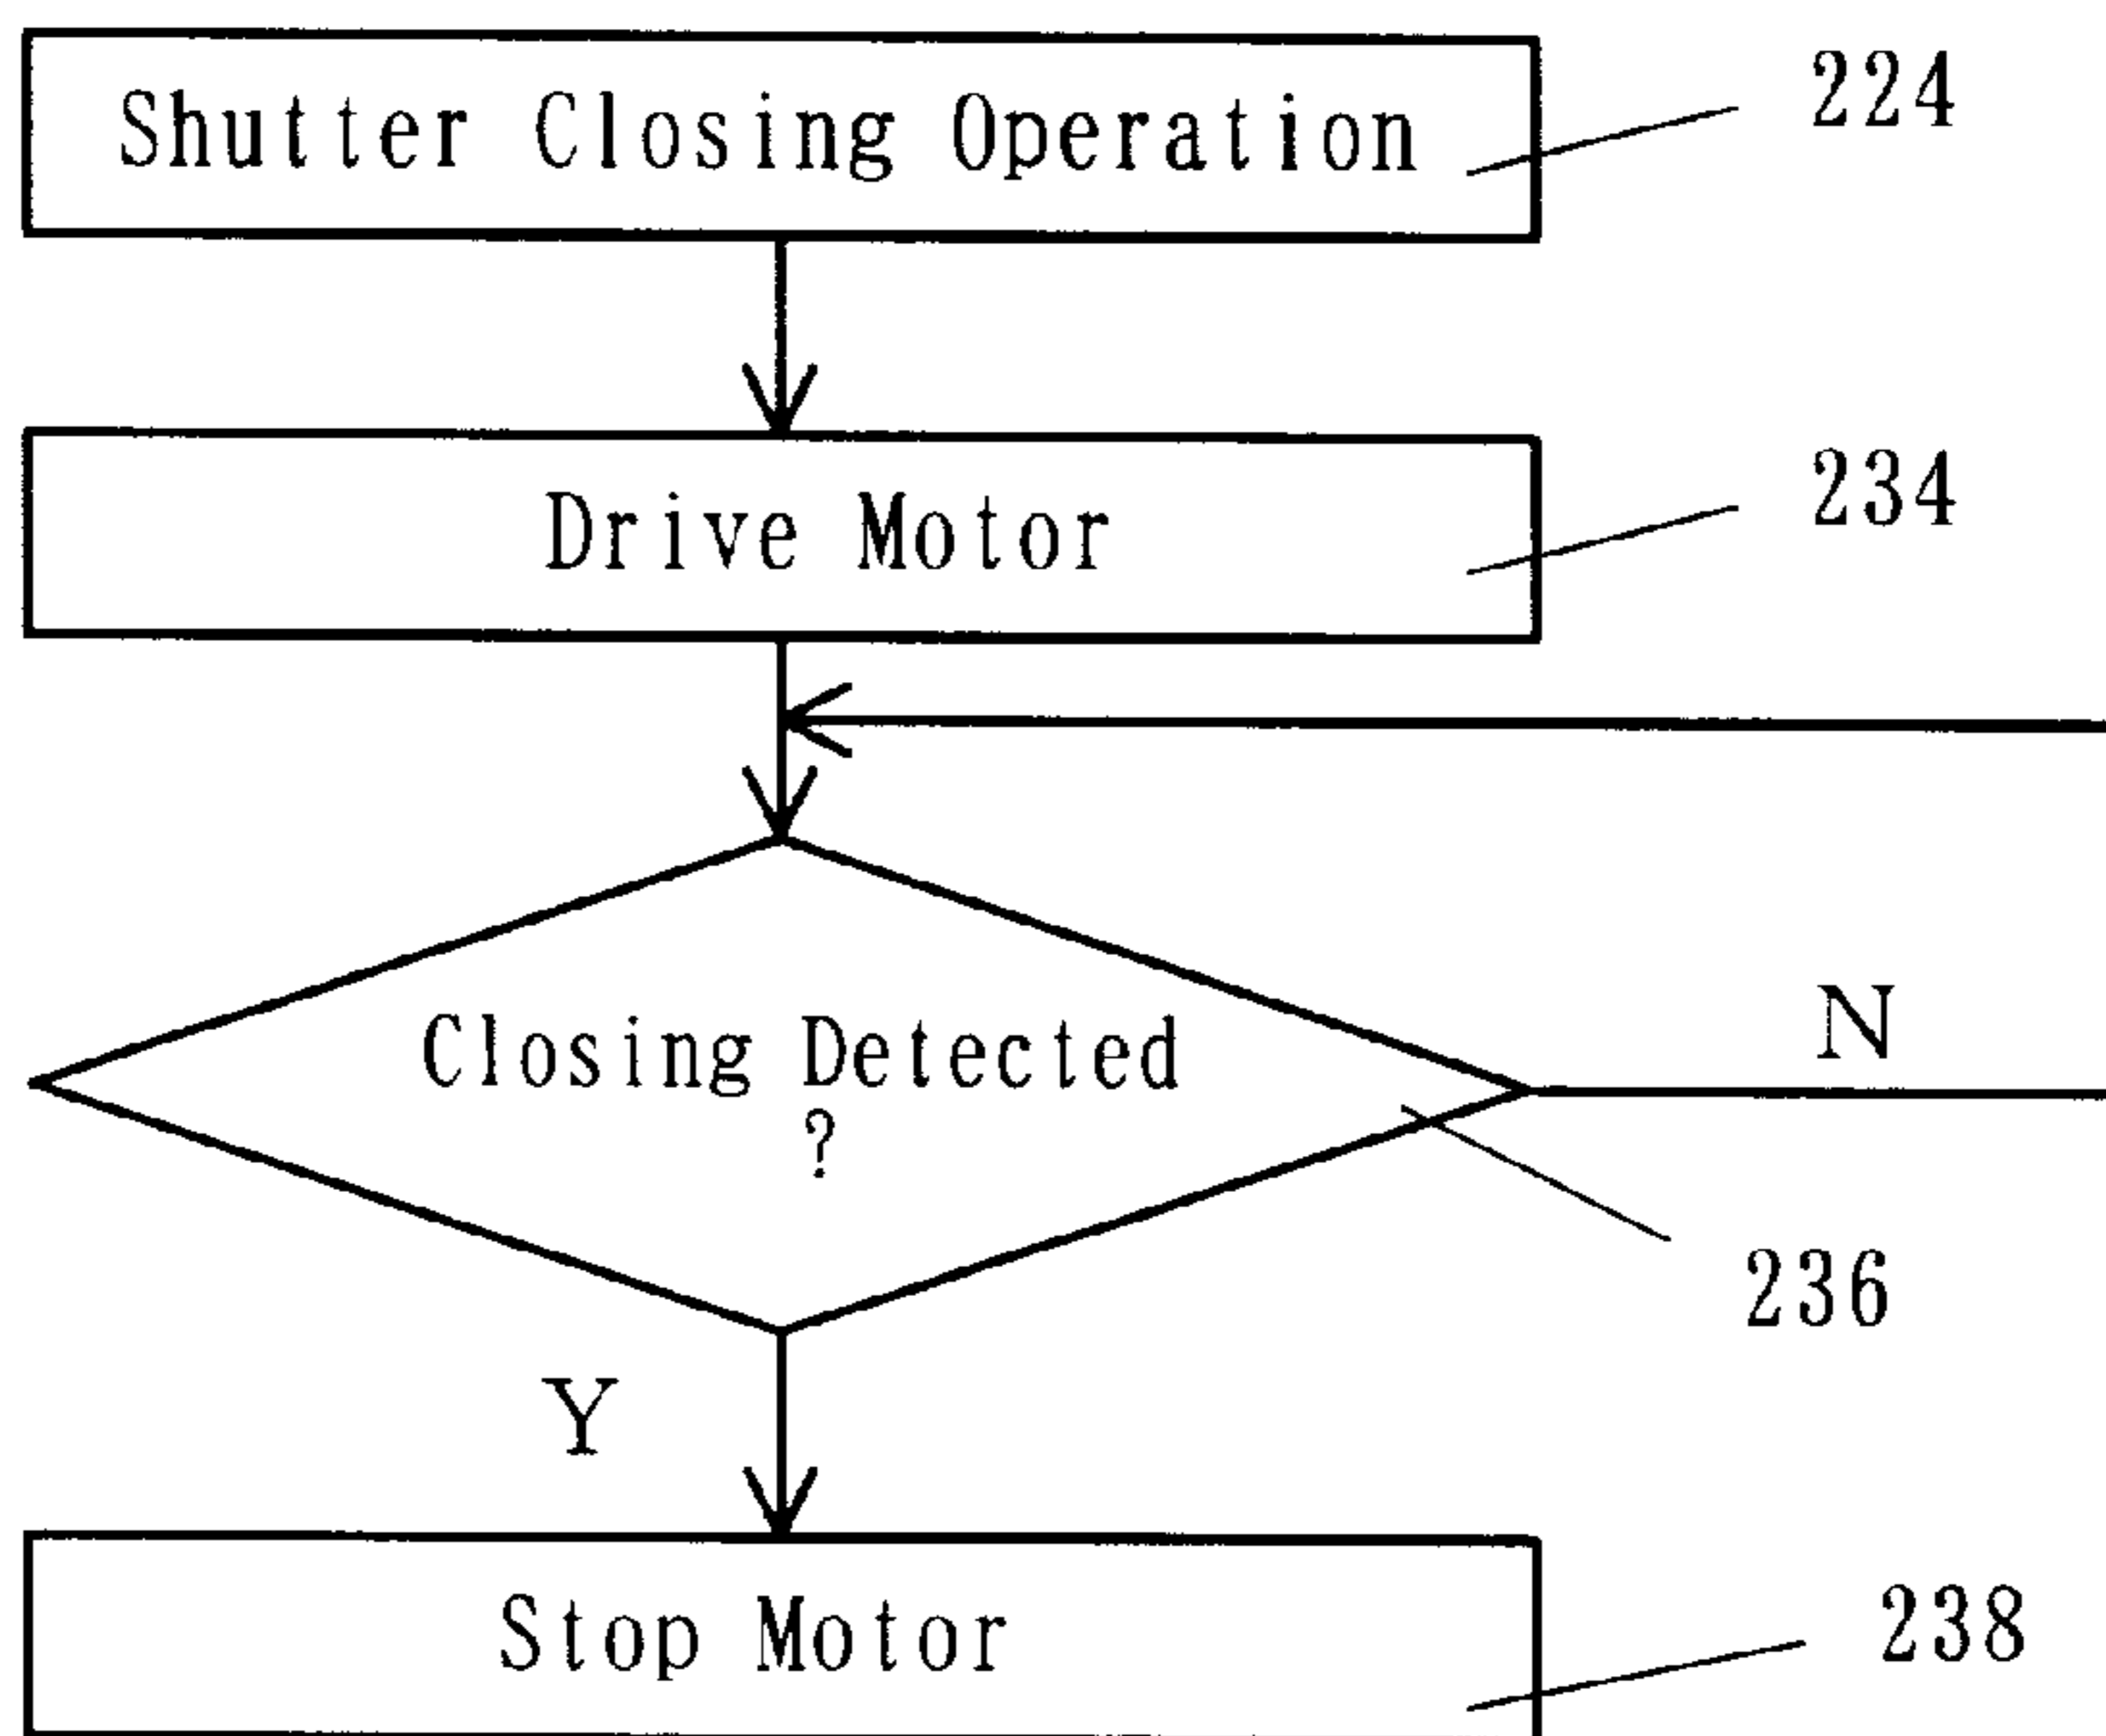 Shutter Closing Operation
224
Drive Motor
234
Closing Detected
?
N
236
Y
Stop Motor
238